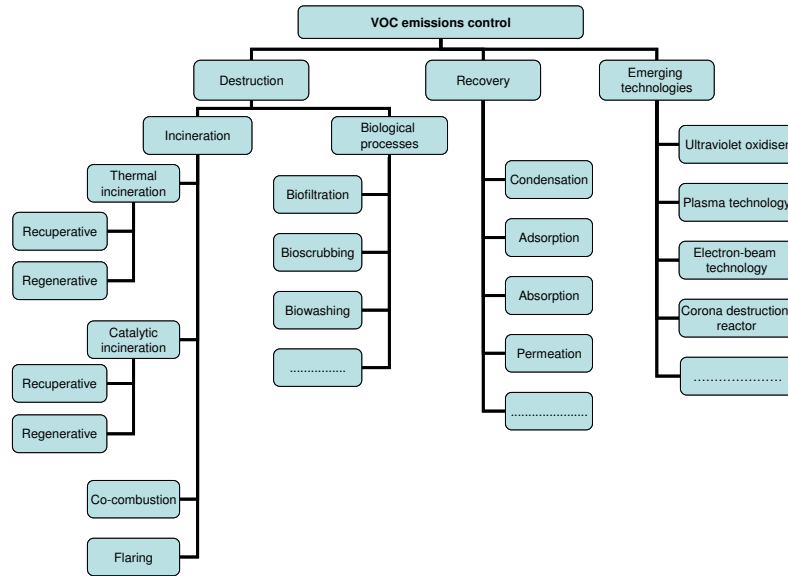 VOC emissions control
Destruction
Recovery
Emerging
technologies
Incineration
Biological
processes
Thermal
incineration
Recuperative
Regenerative
Catalytic
incineration
Recuperative
Regenerative
Co-combustion
Flaring
Biofiltration
Bioscrubbing
Biowashing
................
Condensation
Adsorption
Absorption
Permeation
......................
Ultraviolet oxidiser
Plasma technology
Electron-beam
technology
Corona destruction
reactor
.....................